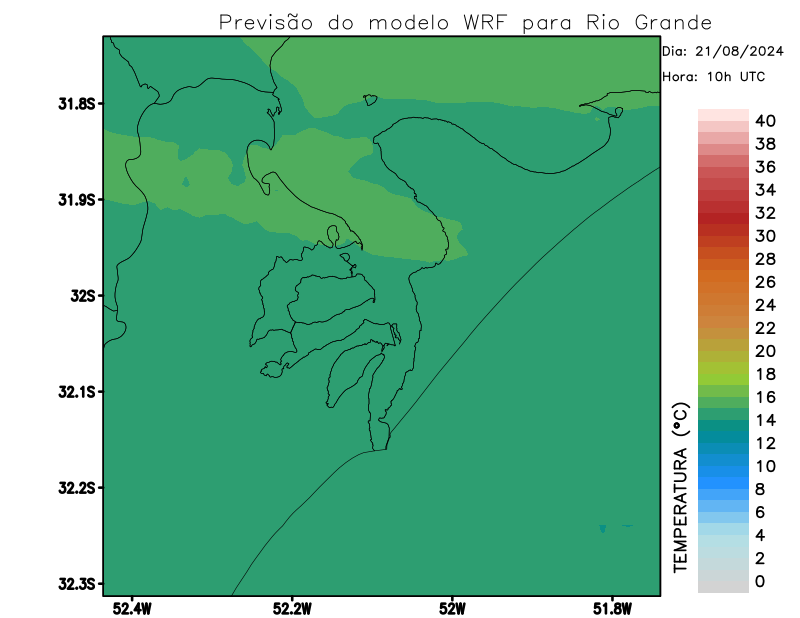 Previsão do modelo WRF para Rio Grande
Dia: 21/08/2024
Hora: 10h UTC
31.8S
31.9S
32S
32.1S
32.2S
32.3S
52.4W
52.2W
52W
51.8W
TEMPERATURA (°C)
40
38
36
34
32
30
28
26
24
22
20
18
16
14
12
10
8
6
4
2
0